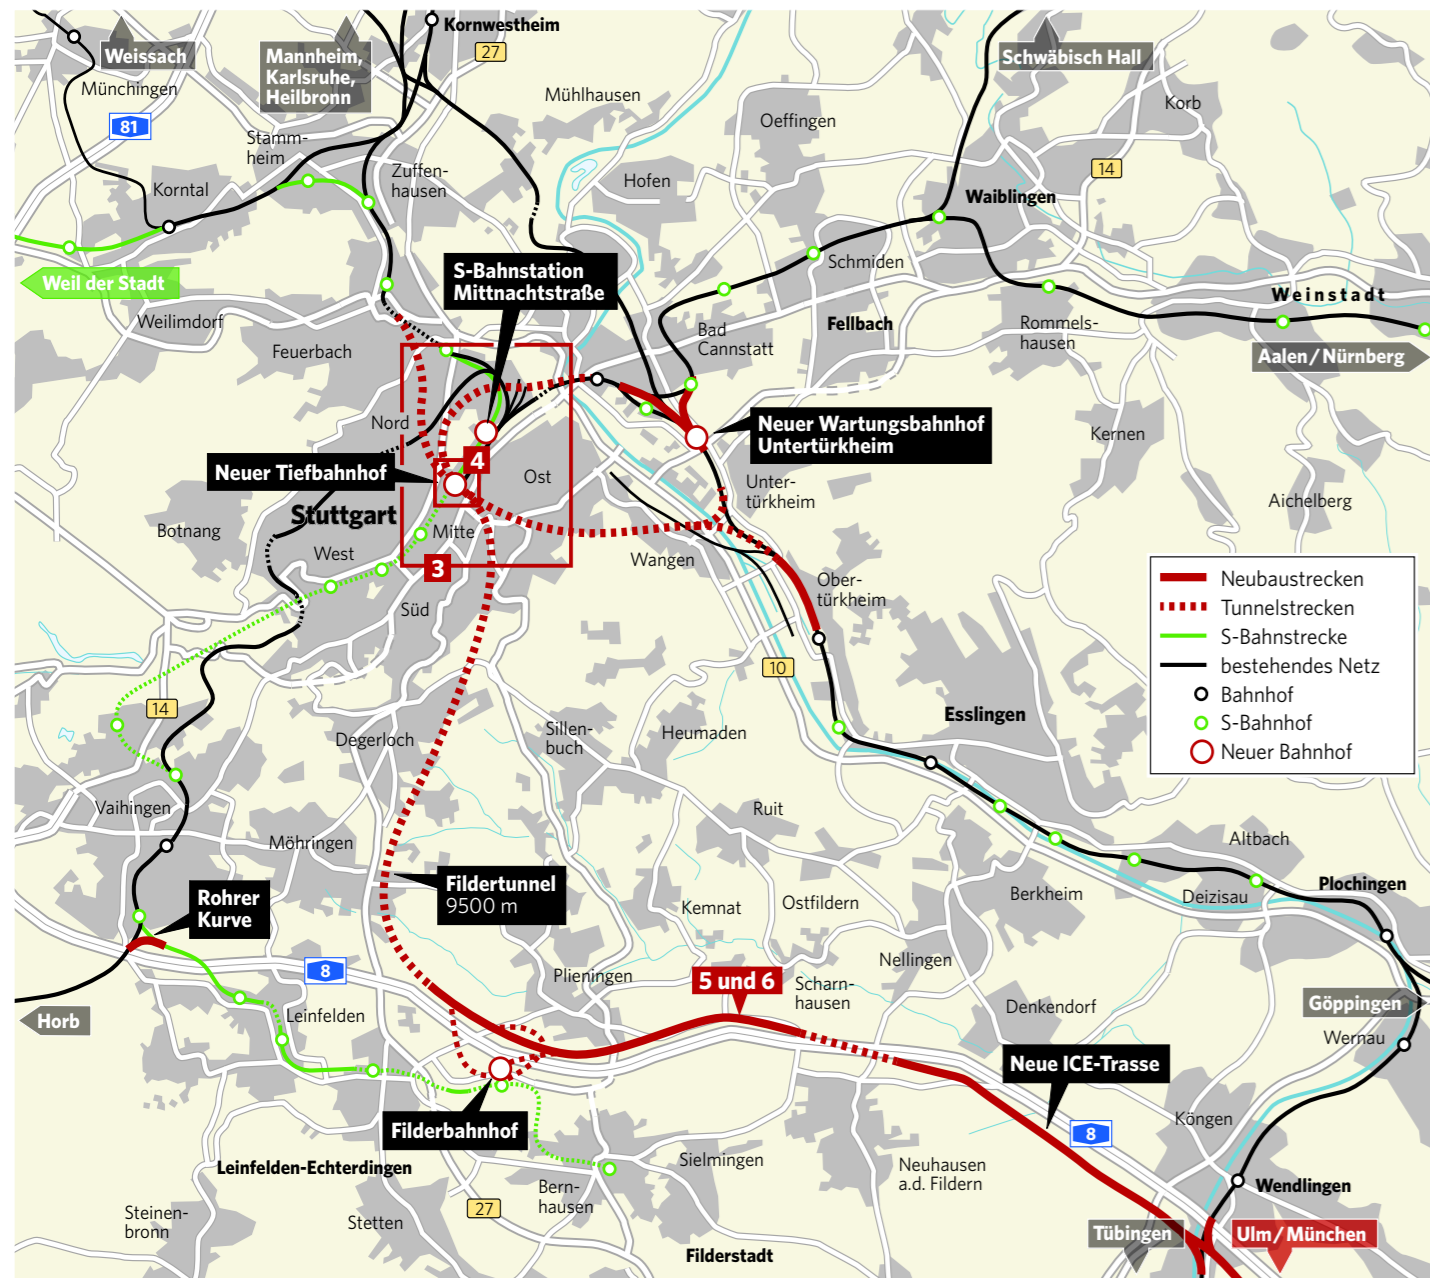 Kornwestheim
27
Weissach
Mannheim,
Karlsruhe,
Heilbronn
Schwäbisch Hall
Münchingen
Mühlhausen
Korb
Oeffingen
81
Stamm-
heim
Zuffen-
hausen
14
Korntal
Hofen
Waiblingen
S-Bahnstation
Mittnachtstraße
Schmiden
Weil der Stadt
Weinstadt
Weilimdorf
Bad
Cannstatt
Fellbach
Rommels-
hausen
Feuerbach
Aalen/Nürnberg
Nord
Neuer Wartungsbahnhof
Untertürkheim
Kernen
4
Neuer Tiefbahnhof
Ost
Unter-
türkheim
Aichelberg
Stuttgart
Botnang
Mitte
West
Wangen
3
Ober-
türkheim
Süd
Neubaustrecken
Tunnelstrecken
S-Bahnstrecke
bestehendes Netz
Bahnhof
S-Bahnhof
Neuer Bahnhof
10
14
Esslingen
Degerloch
Sillen-
buch
Heumaden
Vaihingen
Ruit
Möhringen
Altbach
Fildertunnel
9500 m
Rohrer
Kurve
Kemnat
Ostfildern
Berkheim
Deizisau
Plochingen
8
Plieningen
5 und 6
Scharn-
hausen
Nellingen
Denkendorf
Göppingen
Horb
Leinfelden
Wernau
Neue ICE-Trasse
Filderbahnhof
Köngen
8
Leinfelden-Echterdingen
Sielmingen
Neuhausen
a.d. Fildern
Bern-
hausen
Wendlingen
27
Steinen-
bronn
Stetten
Filderstadt
Tübingen
Ulm/München